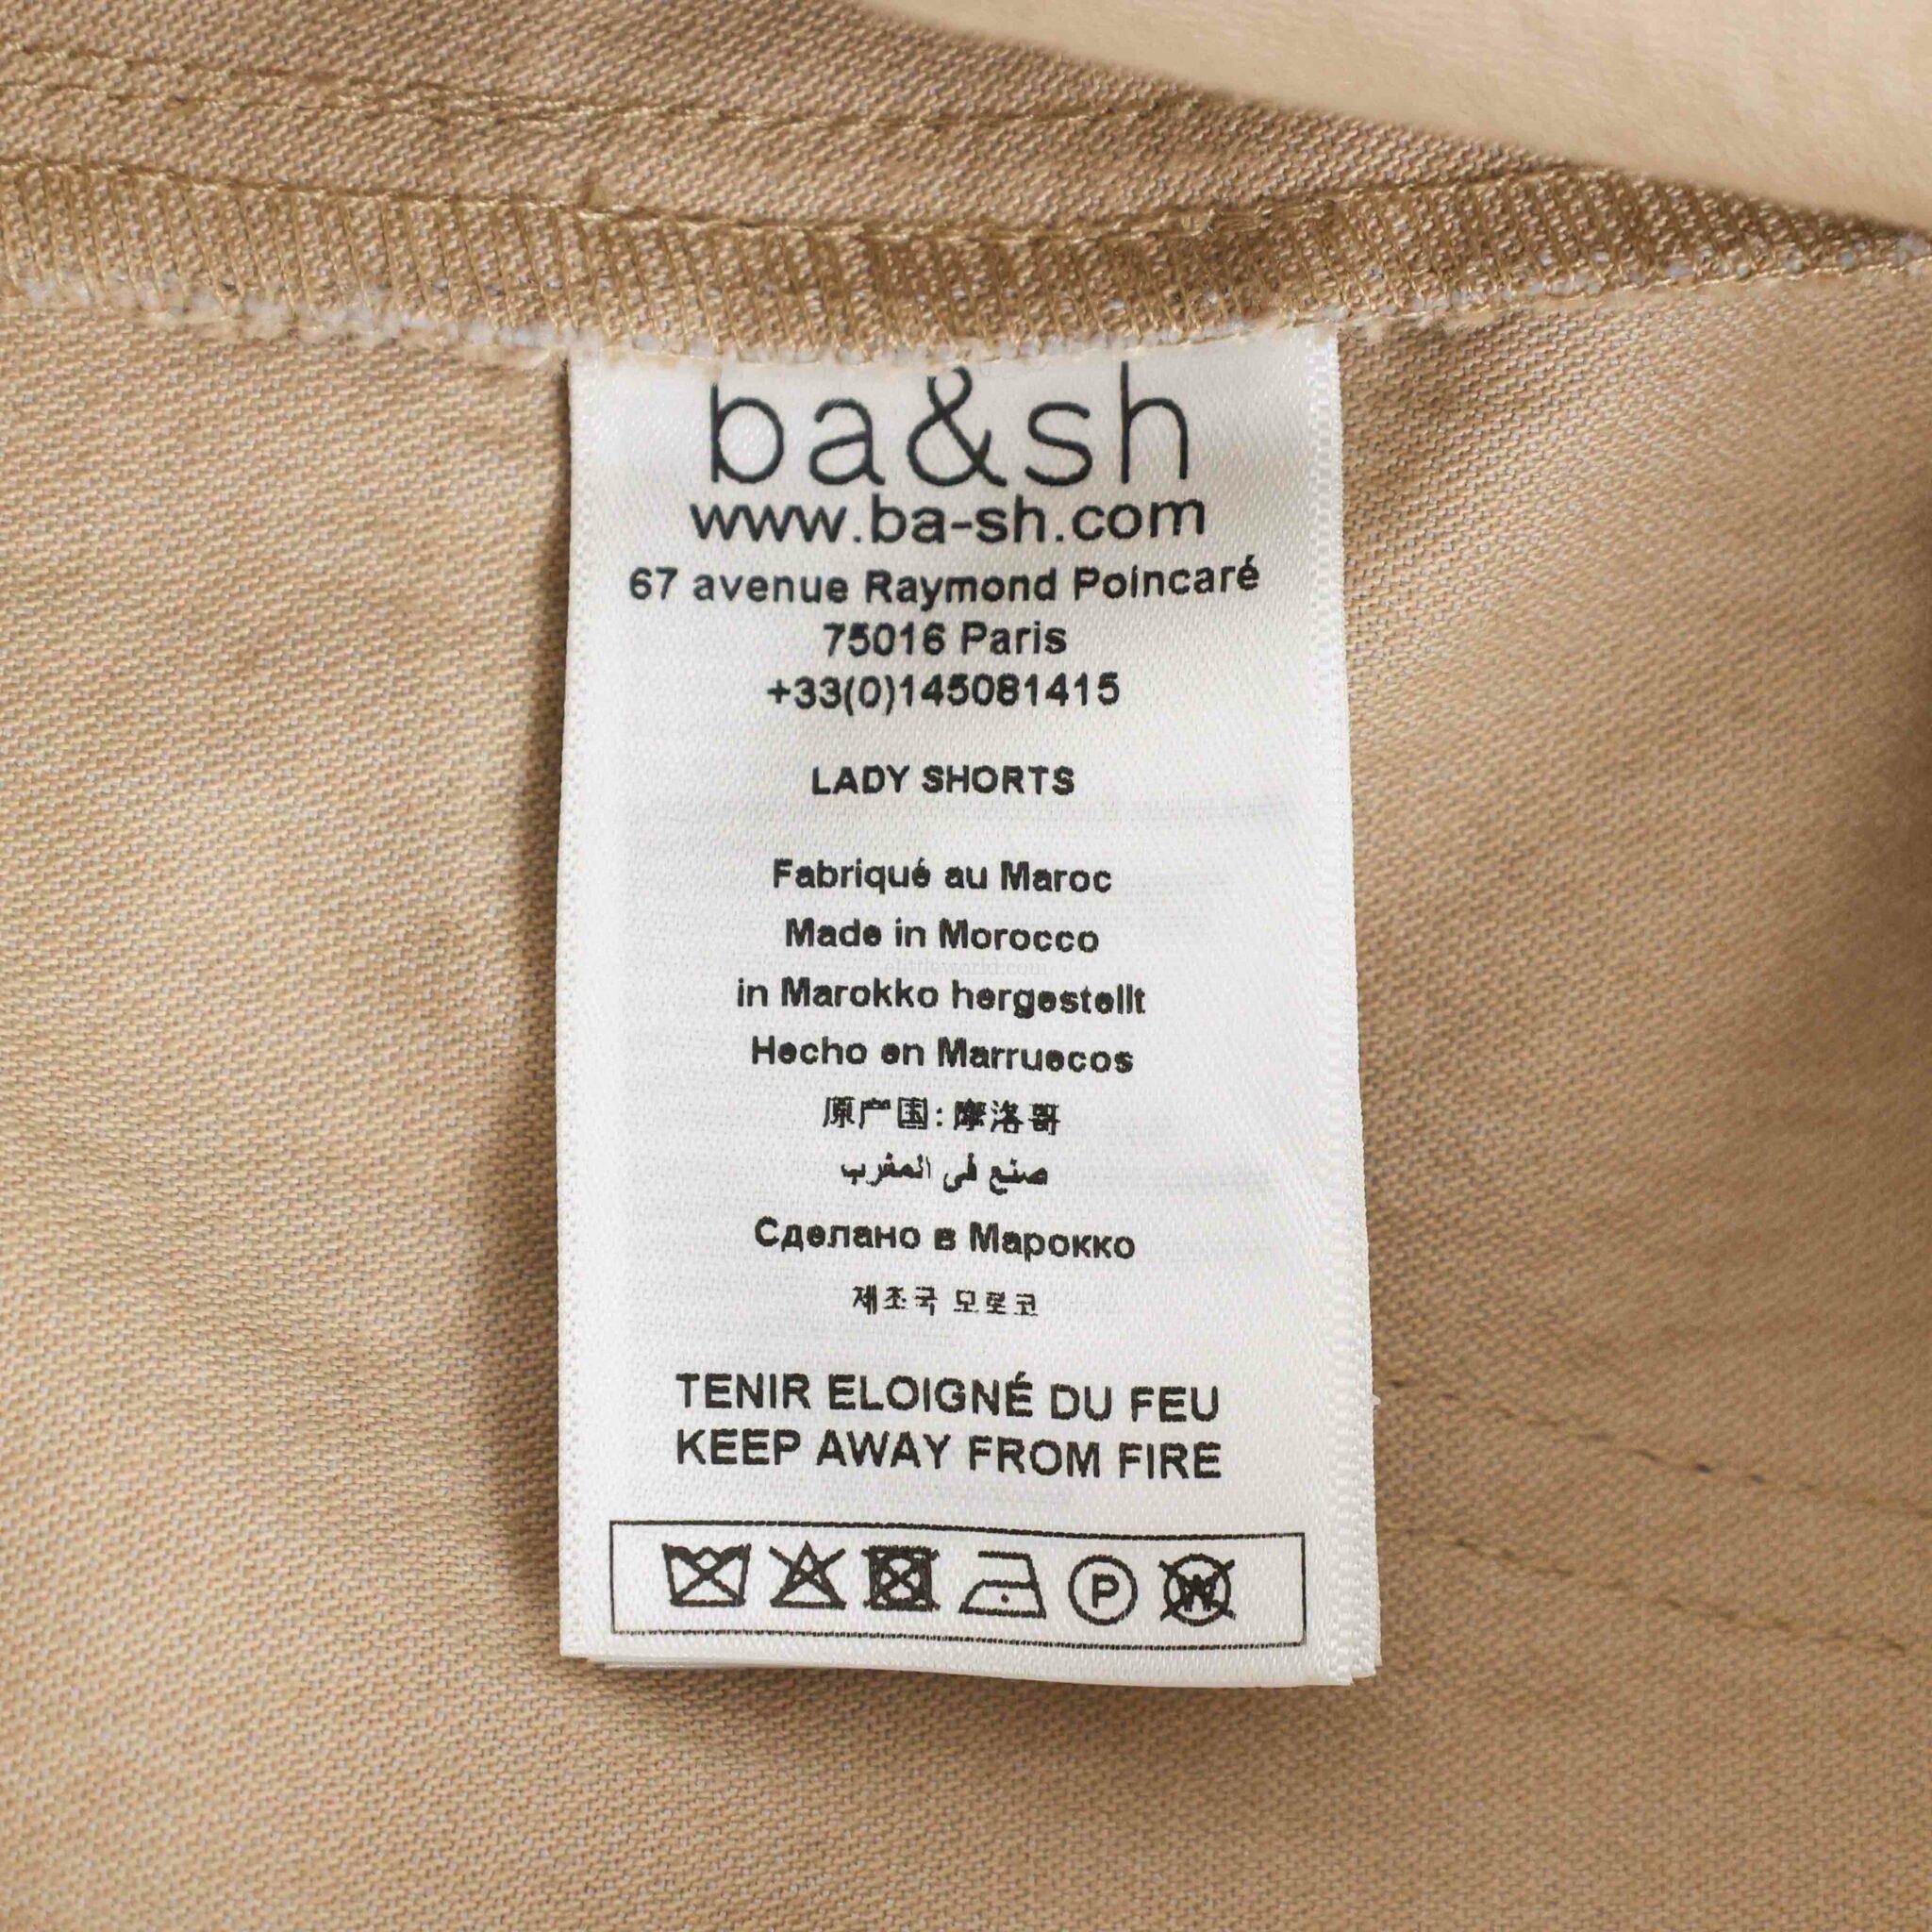 ba&sh
www.ba-sh.com
67 avenue Raymond Poincaré
75016 Paris
+33(0)145081415
LADY SHORTS
Fabriqué au Maroc
Made in Morocco
in Marokko hergestellt
Hecho en Marruecos
原产国: 摩洛哥
صنع في المغرب
Сделано в Марокко
제조국 모로코
TENIR ELOIGNÉ DU FEU
KEEP AWAY FROM FIRE
P W